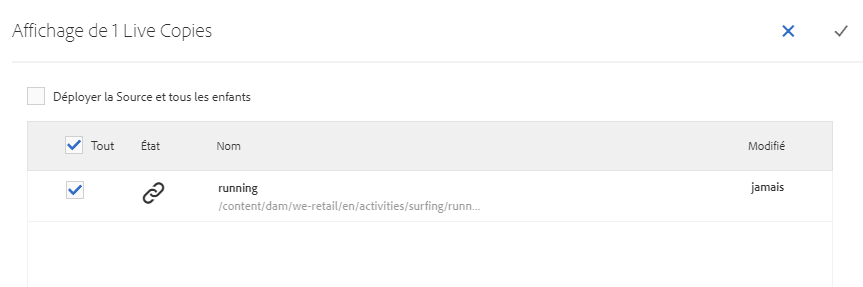 Affichage de 1 Live Copies
Déployer la Source et tous les enfants
Tout État Nom Modifié
running jamais
/content/dam/we-retail/en/activities/surfing/runn...